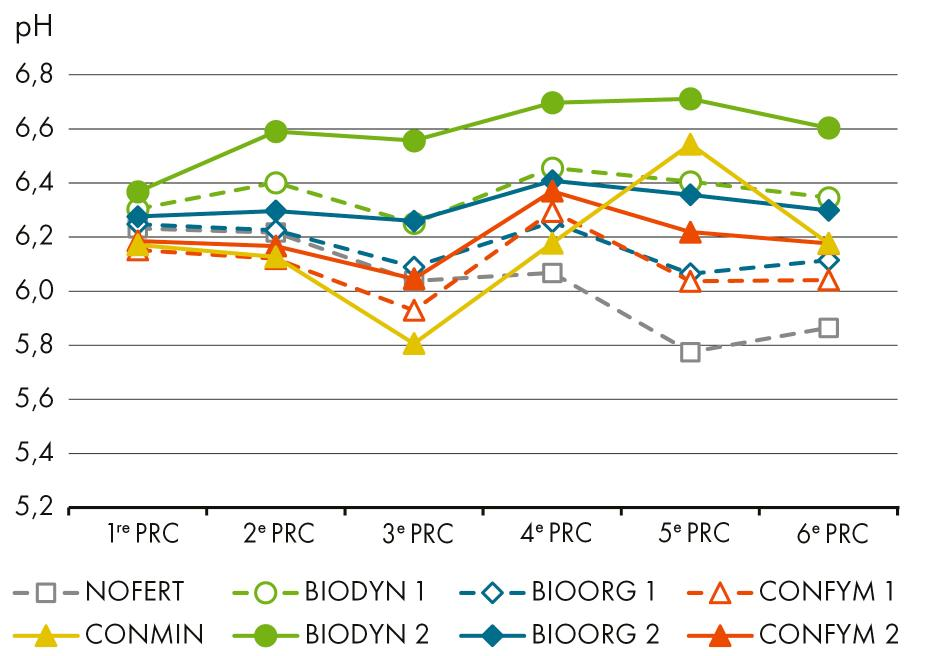 pH
6,8
6,6
6,4
6,2
6,0
5,8
5,6
5,4
5,2
1re PRC 2e PRC 3e PRC 4e PRC 5e PRC 6e PRC
NOFERT BIODYN 1 BIOORG 1 CONFYM 1
CONMIN BIODYN 2 BIOORG 2 CONFYM 2